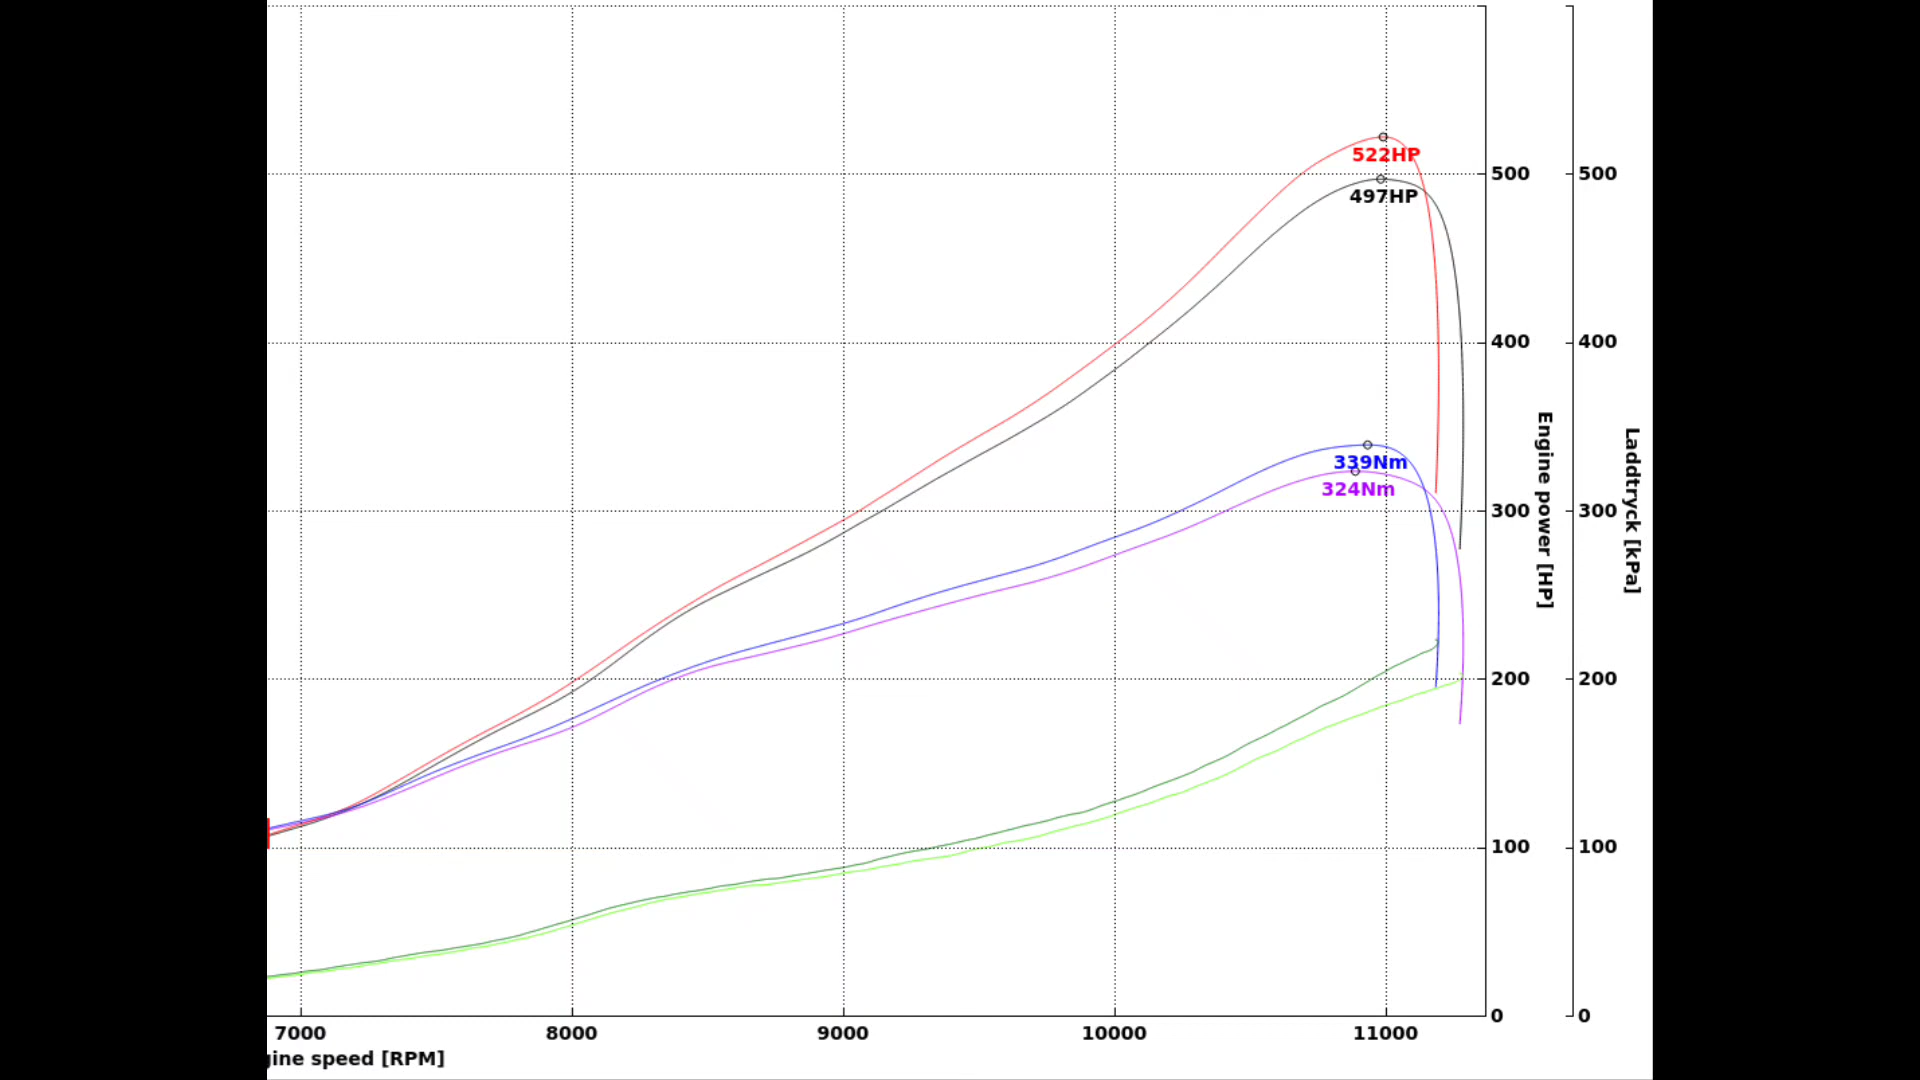 522HP
500
500
497HP
400
400
339Nm
324Nm
300
300
Engine power [HP]
Laddtryck [kPa]
200
200
100
100
0
0
7000
8000
9000
10000
11000
gine speed [RPM]